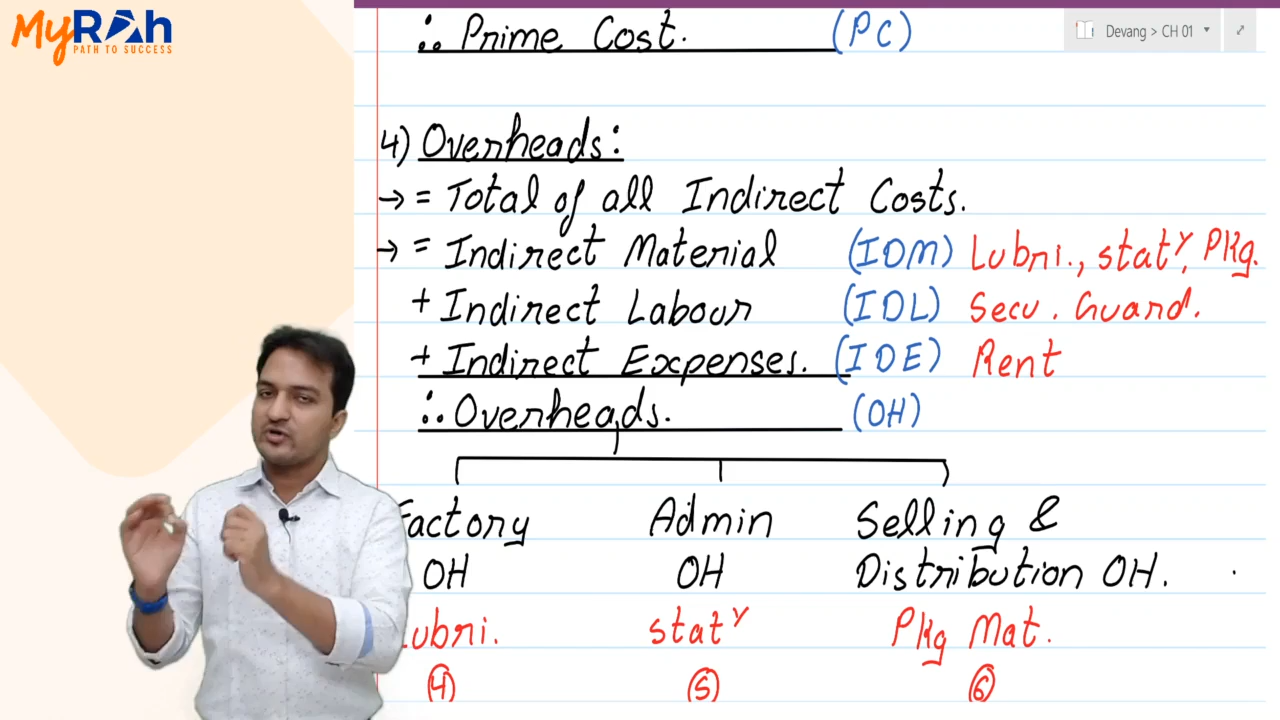 MyRAh
PATH TO SUCCESS
Devang > CH 01
∴ Prime Cost. (PC)
4) Overheads:
→ = Total of all Indirect Costs.
→ = Indirect Material (IDM) Lubri., statY, Pkg.
+ Indirect Labour (IDL) Secu. Guard.
+ Indirect Expenses. (IDE) Rent
∴ Overheads. (OH)
Factory Admin Selling &
OH OH Distribution OH.
Lubri. statY Pkg Mat.
④ ⑤ ⑥